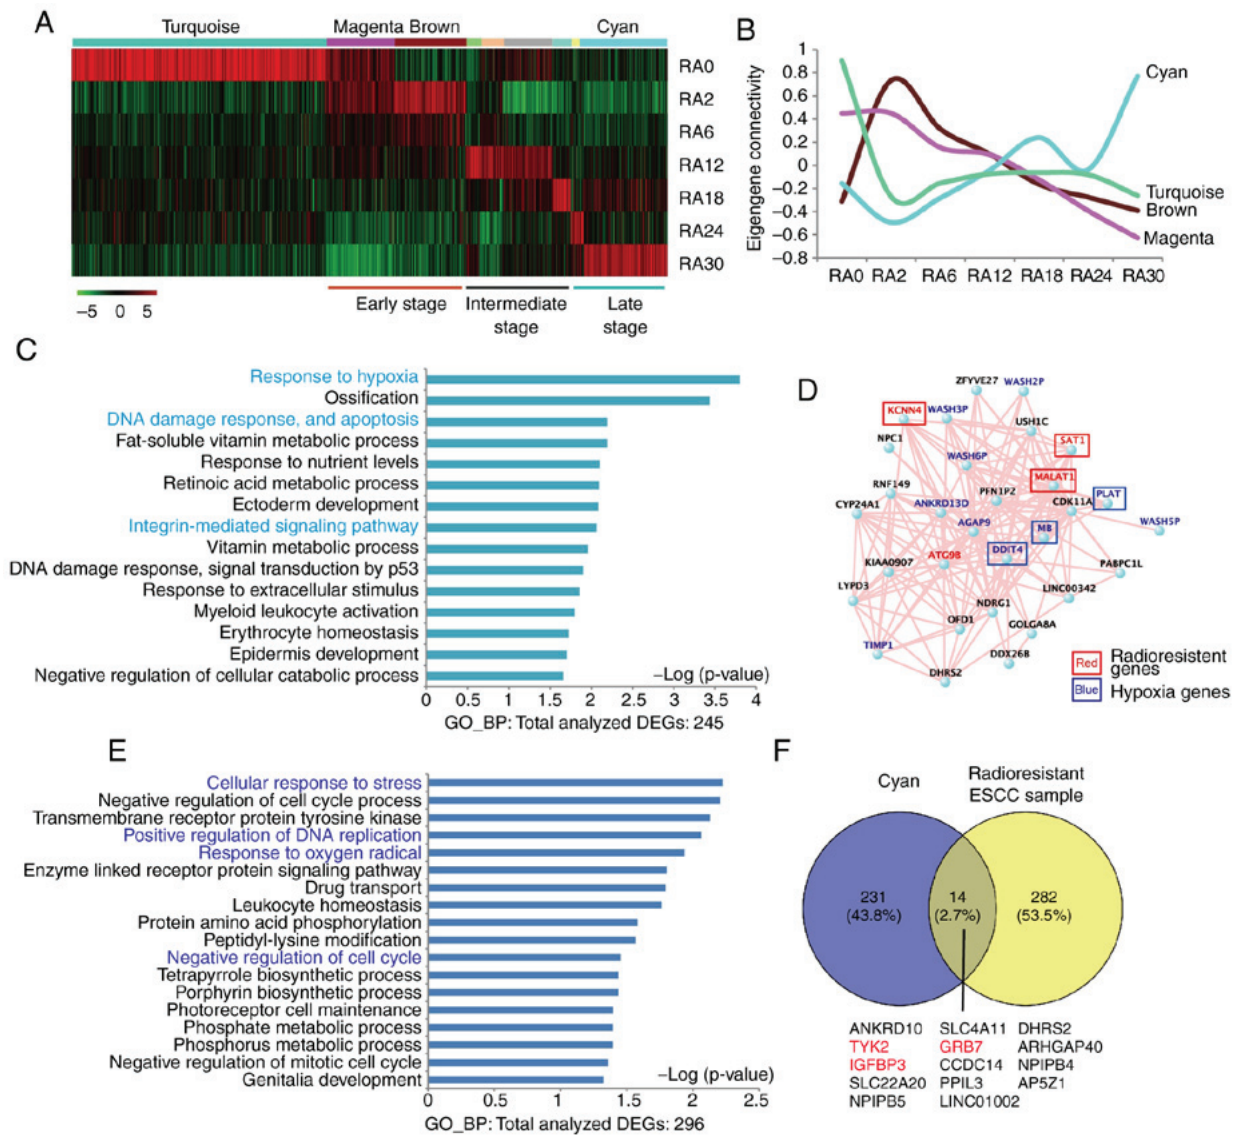 A
Turquoise
Magenta Brown
Cyan
RA0
RA2
RA6
RA12
RA18
RA24
RA30
−5 0 5
Early stage
Intermediate
stage
Late
stage
B
Eigengene connectivity
1
0.8
0.6
0.4
0.2
0
−0.2
−0.4
−0.6
−0.8
RA0 RA2 RA6 RA12 RA18 RA24 RA30
Cyan
Turquoise
Brown
Magenta
C
Response to hypoxia
Ossification
DNA damage response, and apoptosis
Fat-soluble vitamin metabolic process
Response to nutrient levels
Retinoic acid metabolic process
Ectoderm development
Integrin-mediated signaling pathway
Vitamin metabolic process
DNA damage response, signal transduction by p53
Response to extracellular stimulus
Myeloid leukocyte activation
Erythrocyte homeostasis
Epidermis development
Negative regulation of cellular catabolic process
−Log (p-value)
0 0.5 1 1.5 2 2.5 3 3.5 4
GO_BP: Total analyzed DEGs: 245
D
ZFYVE27
WASH2P
KCNN4
WASH3P
USH1C
SAT1
NPC1
WASH6P
MALAT1
RNF149
PFN1P2
PLAT
CYP24A1
ANKRD13D
CDK11A
AGAP9
MB
WASH5P
DDIT4
ATG9B
KIAA0907
PABPC1L
LYPD3
LINC00342
NDRG1
OFD1
GOLGA8A
TIMP1
DDX26B
DHRS2
Red
Radioresistent
genes
Blue
Hypoxia genes
E
Cellular response to stress
Negative regulation of cell cycle process
Transmembrane receptor protein tyrosine kinase
Positive regulation of DNA replication
Response to oxygen radical
Enzyme linked receptor protein signaling pathway
Drug transport
Leukocyte homeostasis
Protein amino acid phosphorylation
Peptidyl-lysine modification
Negative regulation of cell cycle
Tetrapyrrole biosynthetic process
Porphyrin biosynthetic process
Photoreceptor cell maintenance
Phosphate metabolic process
Phosphorus metabolic process
Negative regulation of mitotic cell cycle
Genitalia development
−Log (p-value)
0 0.5 1 1.5 2 2.5
GO_BP: Total analyzed DEGs: 296
F
Cyan
Radioresistant
ESCC sample
231
(43.8%)
14
(2.7%)
282
(53.5%)
ANKRD10 SLC4A11 DHRS2
TYK2 GRB7 ARHGAP40
IGFBP3 CCDC14 NPIPB4
SLC22A20 PPIL3 AP5Z1
NPIPB5 LINC01002